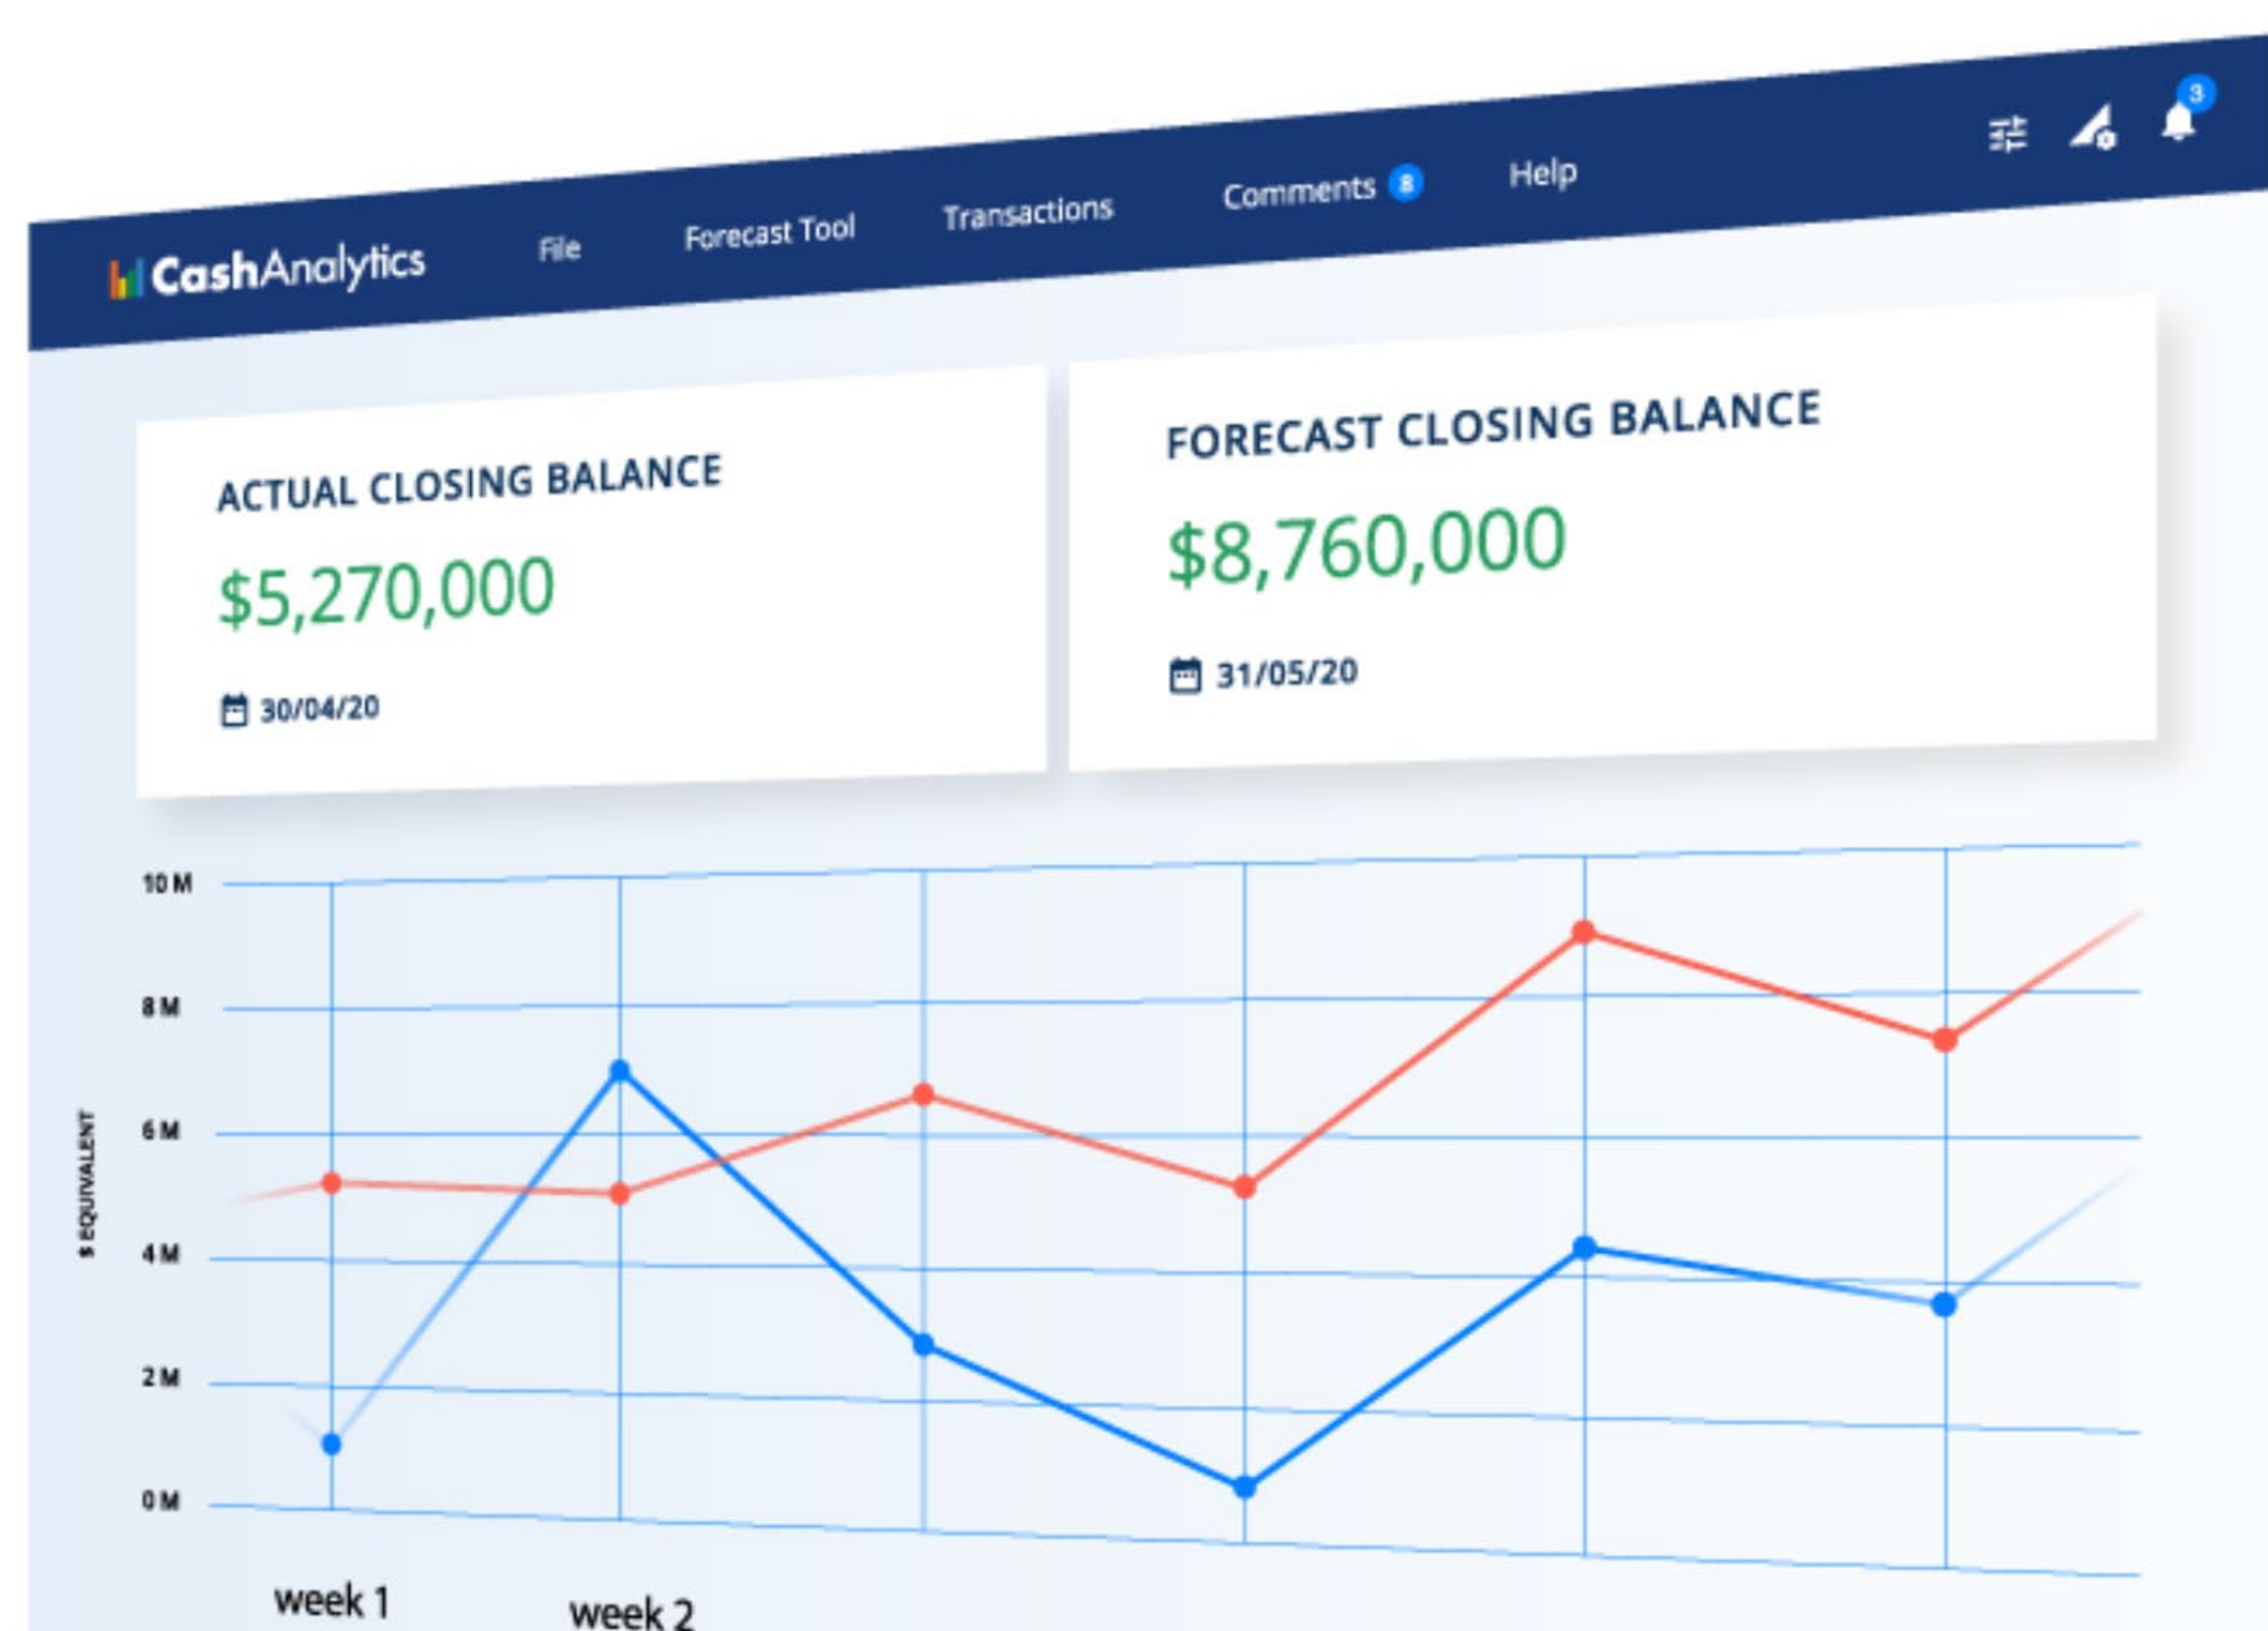 CashAnalytics File Forecast Tool Transactions Comments 8 Help 3
ACTUAL CLOSING BALANCE
$5,270,000
30/04/20
FORECAST CLOSING BALANCE
$8,760,000
31/05/20
$ EQUIVALENT
10 M
8 M
6 M
4 M
2 M
0 M
week 1 week 2